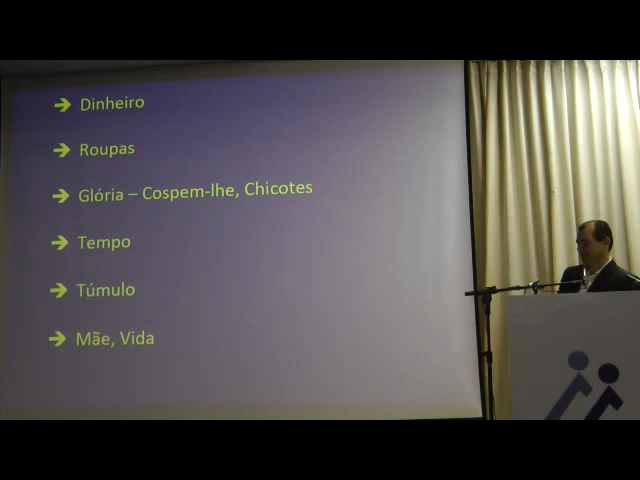 ➔ Dinheiro
➔ Roupas
➔ Glória – Cospem-lhe, Chicotes
➔ Tempo
➔ Túmulo
➔ Mãe, Vida